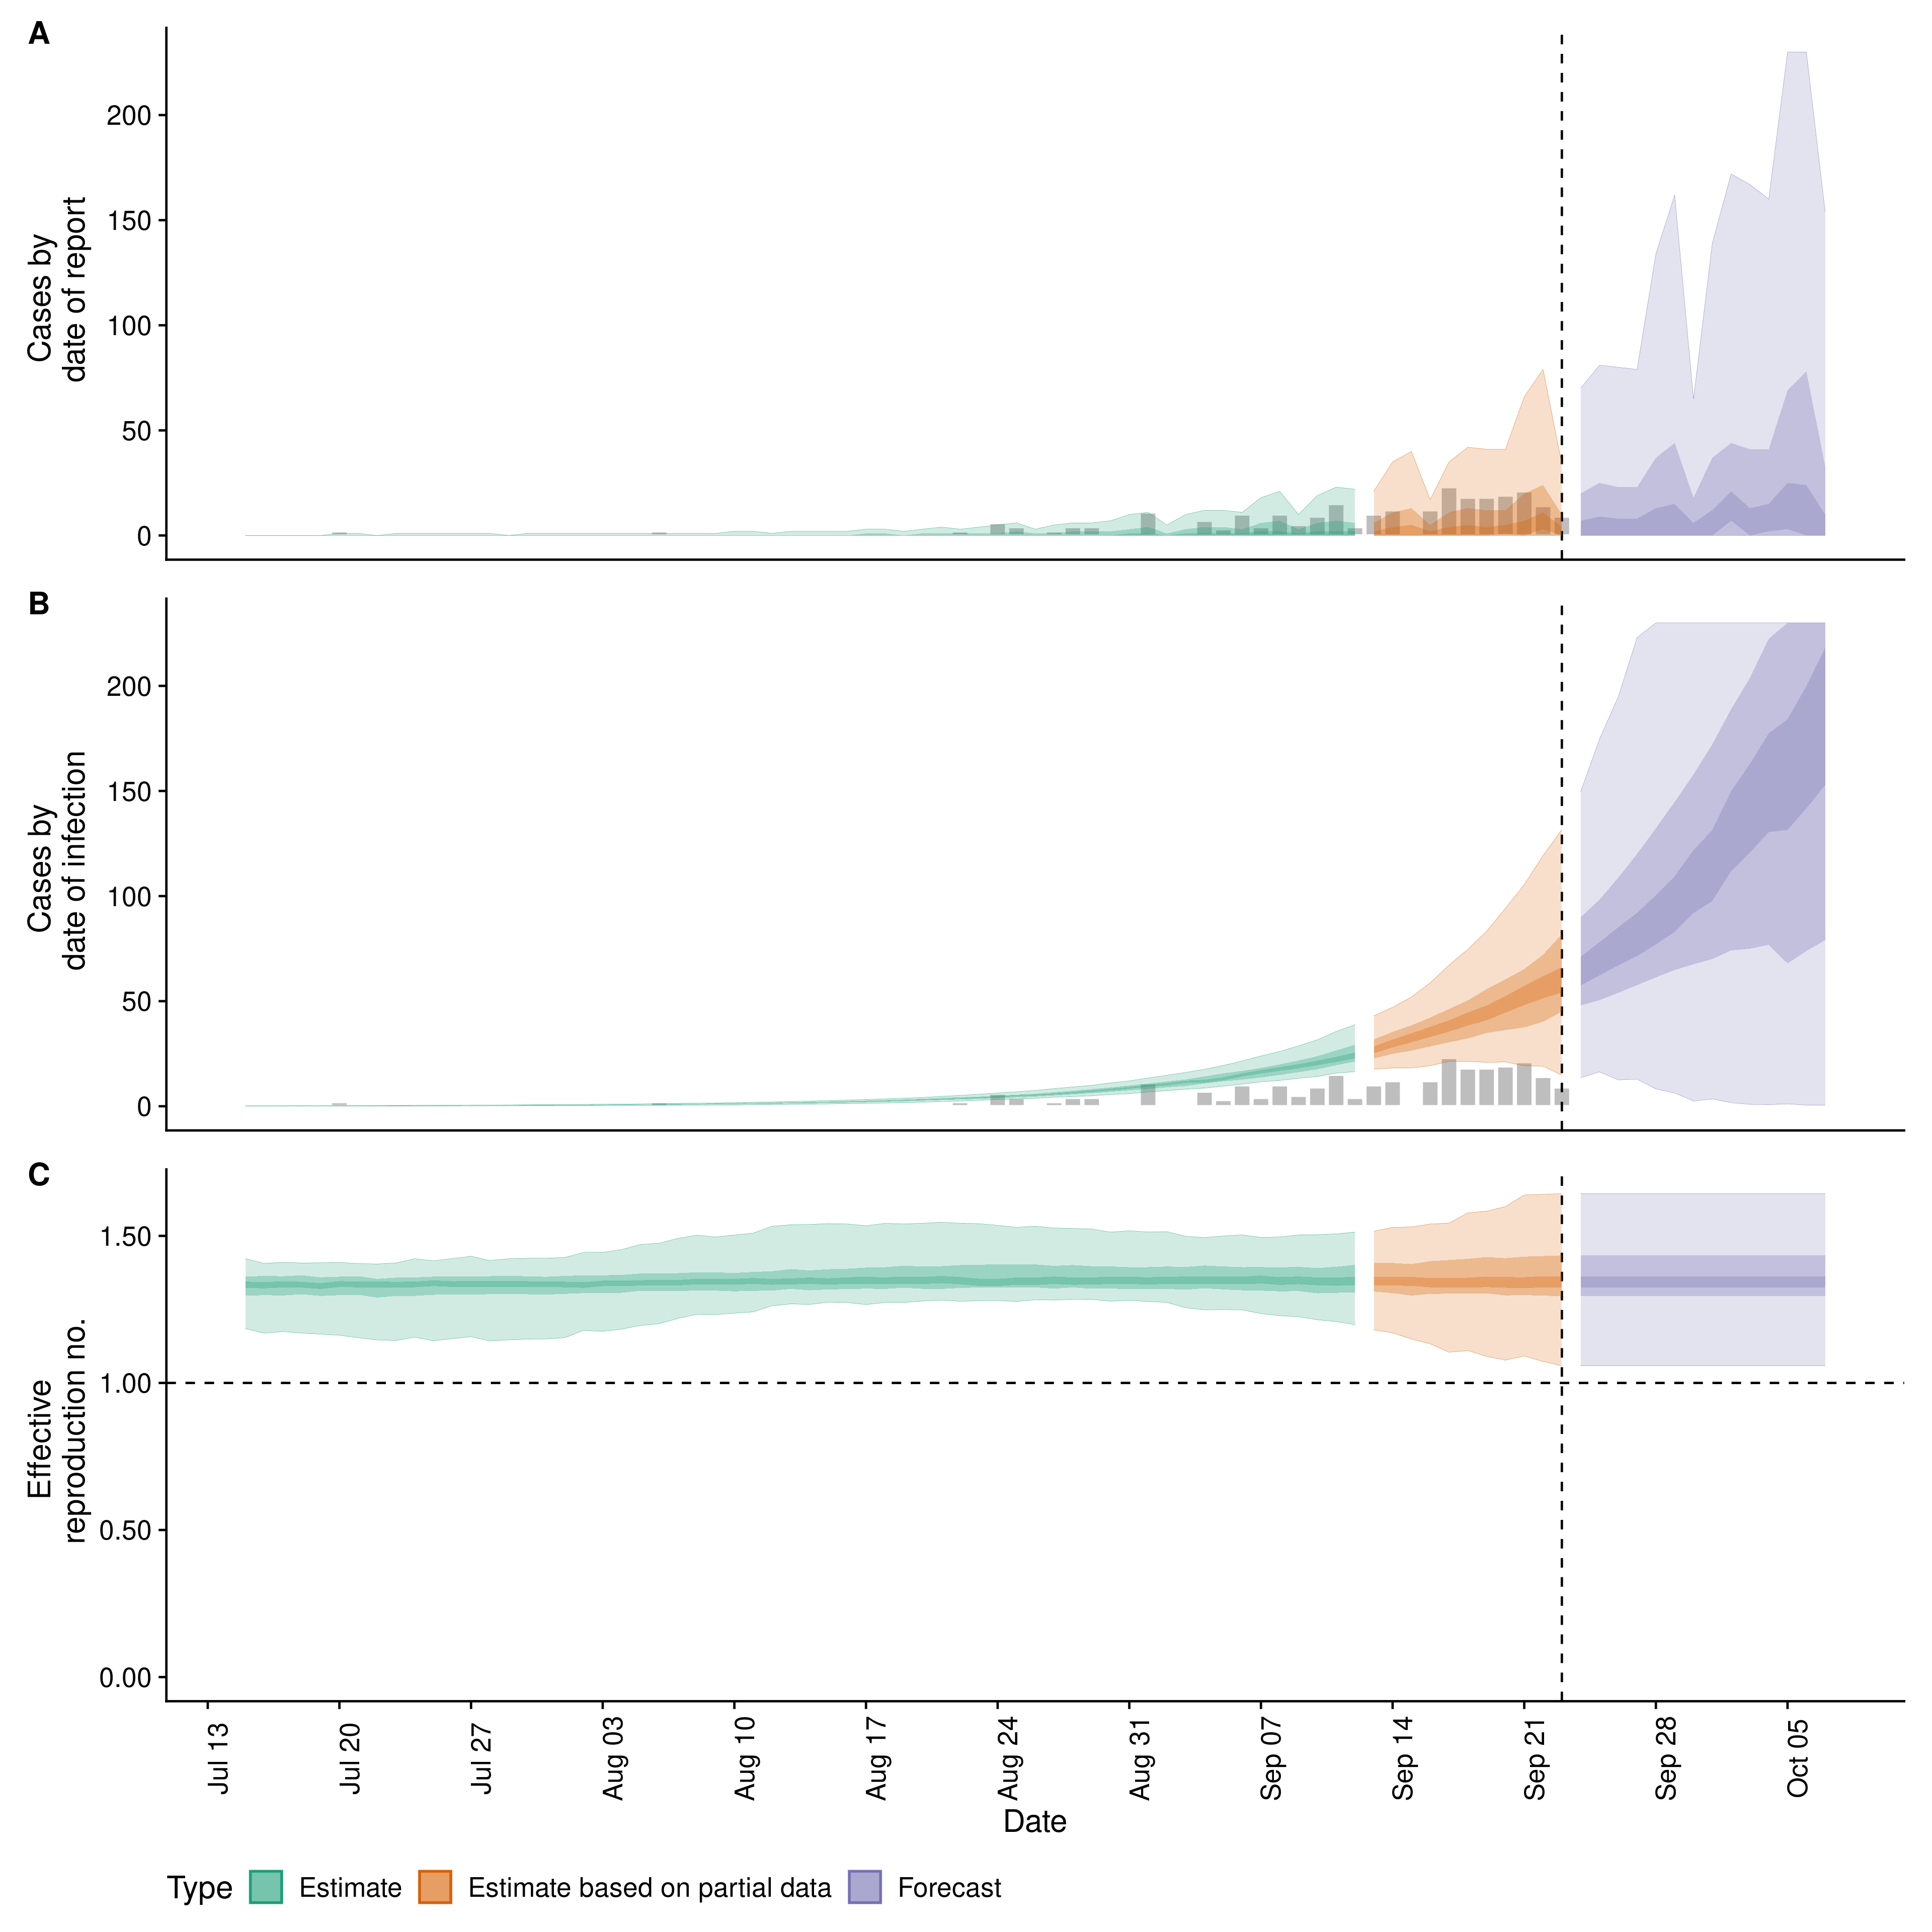 A
Cases by
date of report
200
150
100
50
0
B
Cases by
date of infection
200
150
100
50
0
C
Effective
reproduction no.
1.50
1.00
0.50
0.00
Jul 13
Jul 20
Jul 27
Aug 03
Aug 10
Aug 17
Aug 24
Aug 31
Sep 07
Sep 14
Sep 21
Sep 28
Oct 05
Date
Type Estimate Estimate based on partial data Forecast